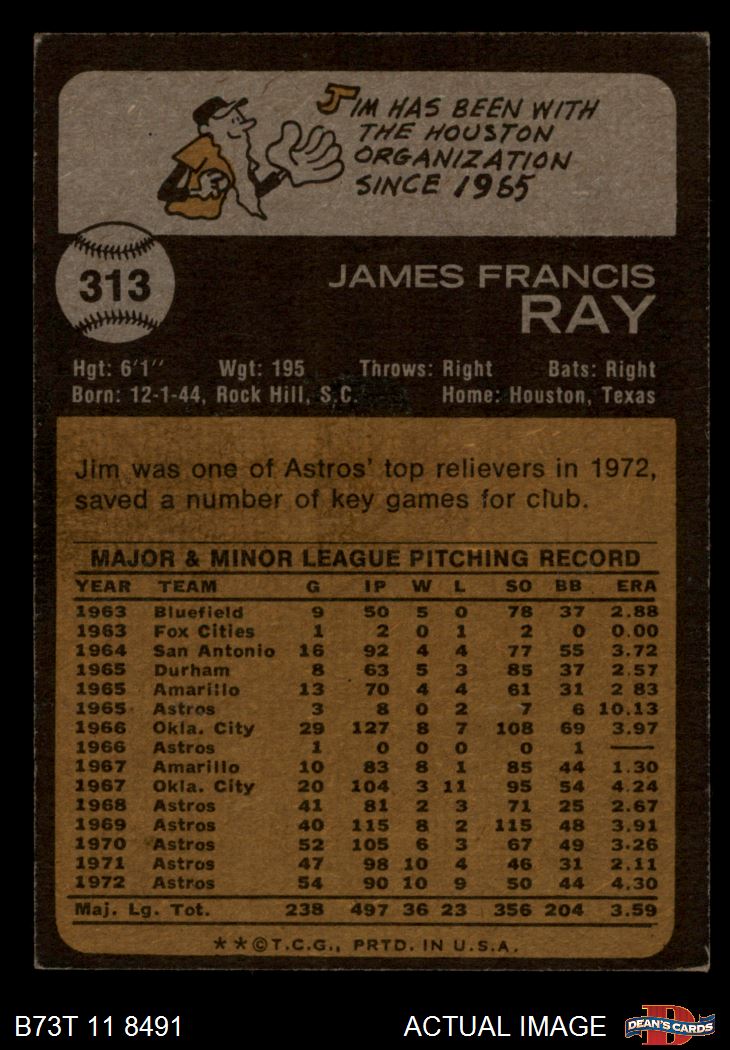 JIM HAS BEEN WITH
THE HOUSTON
ORGANIZATION
SINCE 1965
313
JAMES FRANCIS
RAY
Hgt: 6'1'' Wgt: 195 Throws: Right Bats: Right
Born: 12-1-44, Rock Hill, S.C. Home: Houston, Texas
Jim was one of Astros' top relievers in 1972,
saved a number of key games for club.
MAJOR & MINOR LEAGUE PITCHING RECORD
YEAR TEAM G IP W L SO BB ERA
1963 Bluefield 9 50 5 0 78 37 2.88
1963 Fox Cities 1 2 0 1 2 0 0.00
1964 San Antonio 16 92 4 4 77 55 3.72
1965 Durham 8 63 5 3 85 37 2.57
1965 Amarillo 13 70 4 4 61 31 2 83
1965 Astros 3 8 0 2 7 6 10.13
1966 Okla. City 29 127 8 7 108 69 3.97
1966 Astros 1 0 0 0 0 1 —
1967 Amarillo 10 83 8 1 85 44 1.30
1967 Okla. City 20 104 3 11 95 54 4.24
1968 Astros 41 81 2 3 71 25 2.67
1969 Astros 40 115 8 2 115 48 3.91
1970 Astros 52 105 6 3 67 49 3.26
1971 Astros 47 98 10 4 46 31 2.11
1972 Astros 54 90 10 9 50 44 4.30
Maj. Lg. Tot. 238 497 36 23 356 204 3.59
**©T.C.G., PRTD. IN U.S.A.
B73T 11 8491 ACTUAL IMAGE D DEAN'S CARDS